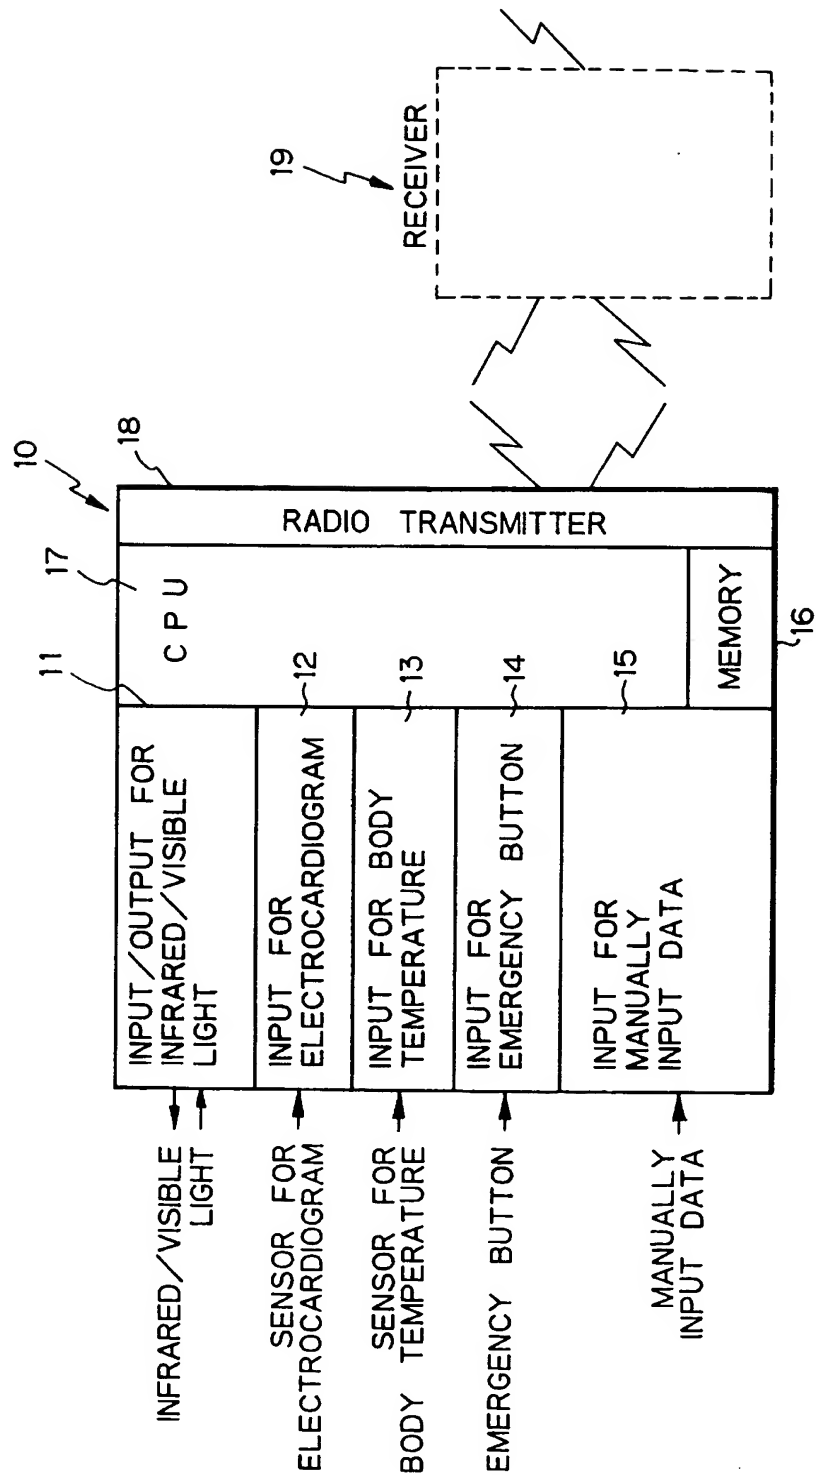 INFRARED/VISIBLE
LIGHT
SENSOR FOR
ELECTROCARDIOGRAM
SENSOR FOR
BODY TEMPERATURE
EMERGENCY BUTTON
MANUALLY
INPUT DATA
INPUT/OUTPUT FOR
INFRARED/VISIBLE
LIGHT
11
INPUT FOR
ELECTROCARDIOGRAM
12
INPUT FOR BODY
TEMPERATURE
13
INPUT FOR
EMERGENCY BUTTON
14
INPUT FOR
MANUALLY
INPUT DATA
15
CPU
17
MEMORY
16
RADIO TRANSMITTER
18
10
RECEIVER
19